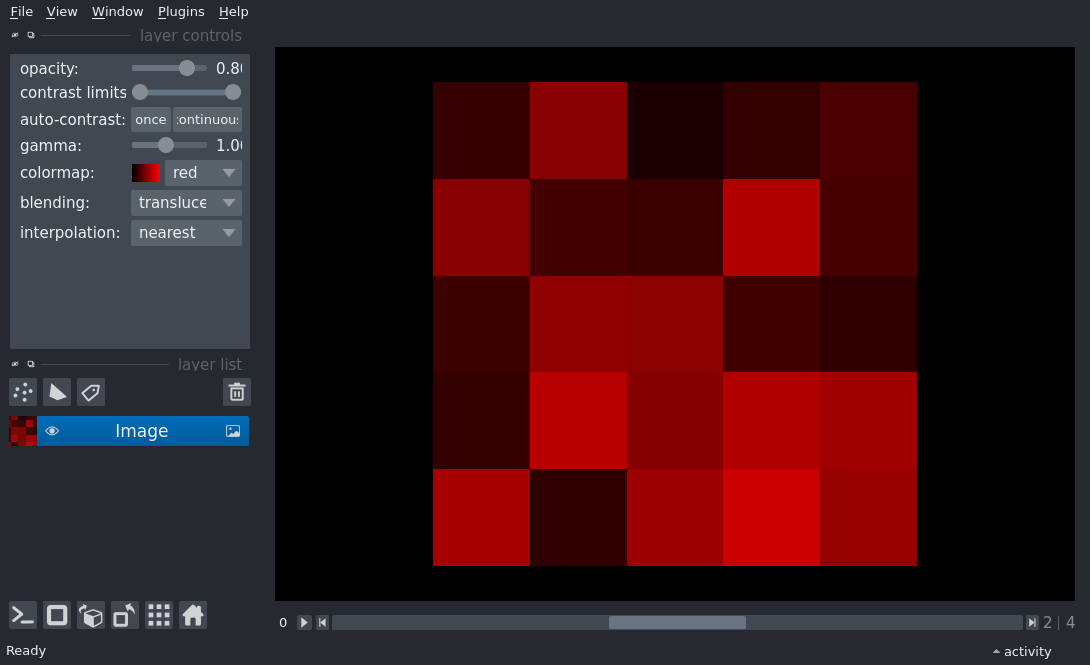 File View Window Plugins Help
layer controls
opacity: 0.80
contrast limits
auto-contrast: once ontinuou
gamma: 1.00
colormap: red
blending: transluce
interpolation: nearest
layer list
Image
0 2 | 4
Ready activity